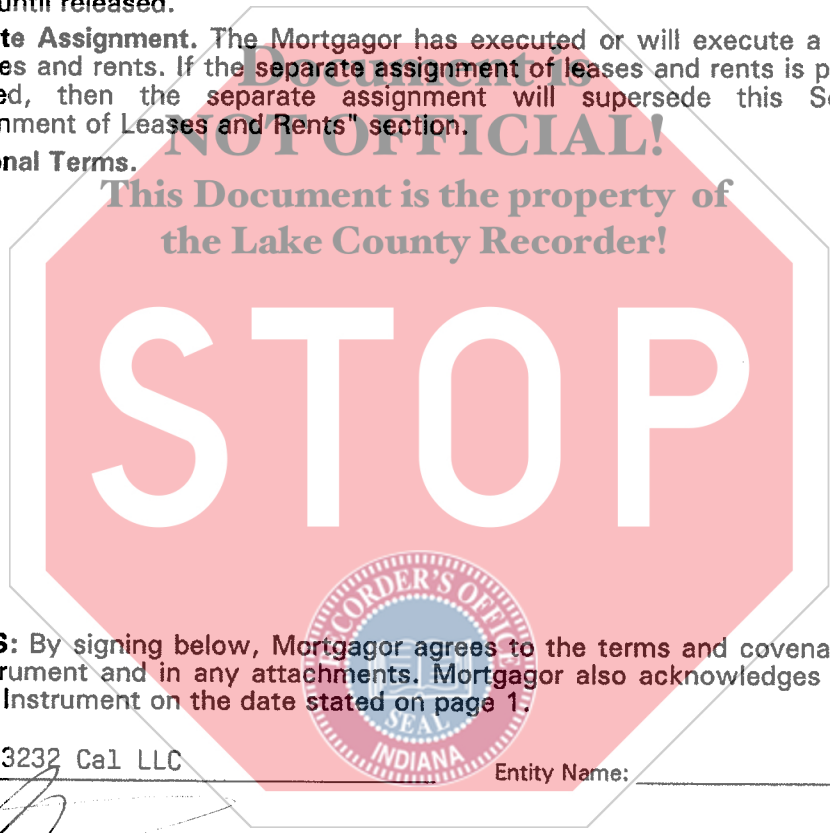 until released.
te Assignment. The Mortgagor has executed or will execute a
es and rents. If the separate assignment of leases and rents is p
ed, then the separate assignment will supersede this Se
nment of Leases and Rents" section.
onal Terms.
Document is
NOT OFFICIAL!
This Document is the property of
the Lake County Recorder!
STOP
RECORDER'S OFFICE
SEAL
INDIANA
S: By signing below, Mortgagor agrees to the terms and covena
rument and in any attachments. Mortgagor also acknowledges
Instrument on the date stated on page 1.
3232 Cal LLC
Entity Name: